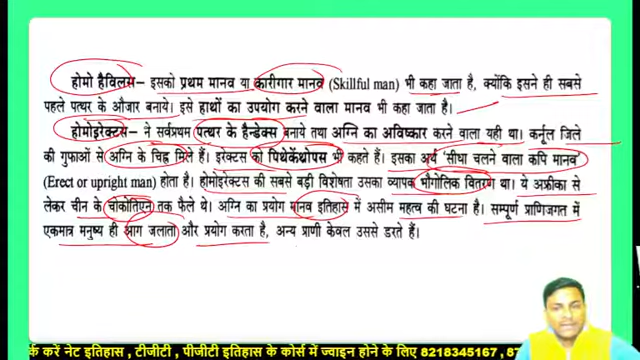 होमो हैविलस– इसको प्रथम मानव या कारीगार मानव (Skillful man) भी कहा जाता है, क्योंकि इसने ही सबसे
पहले पत्थर के औजार बनाये। इसे हाथों का उपयोग करने वाला मानव भी कहा जाता है।
होमोइरेक्टस– ने सर्वप्रथम पत्थर के हैन्डेक्स बनाये तथा अग्नि का अविष्कार करने वाला यही था। कर्नूल जिले
की गुफाओं से अग्नि के चिह्न मिले हैं। इरेक्टस को पिथेकेंथोपस भी कहते हैं। इसका अर्थ 'सीधा चलने वाला कपि मानव'
(Erect or upright man) होता है। होमोइरेक्टस की सबसे बड़ी विशेषता उसका व्यापक भौगोलिक वितरण था। ये अफ्रीका से
लेकर चीन के चोकोतिएन तक फैले थे। अग्नि का प्रयोग मानव इतिहास में असीम महत्व की घटना है। सम्पूर्ण प्राणिजगत में
एकमात्र मनुष्य ही आग जलाता और प्रयोग करता है, अन्य प्राणी केवल उससे डरते हैं।
र्क करें नेट इतिहास , टीजीटी , पीजीटी इतिहास के कोर्स में ज्वाइन होने के लिए 8218345167, 87